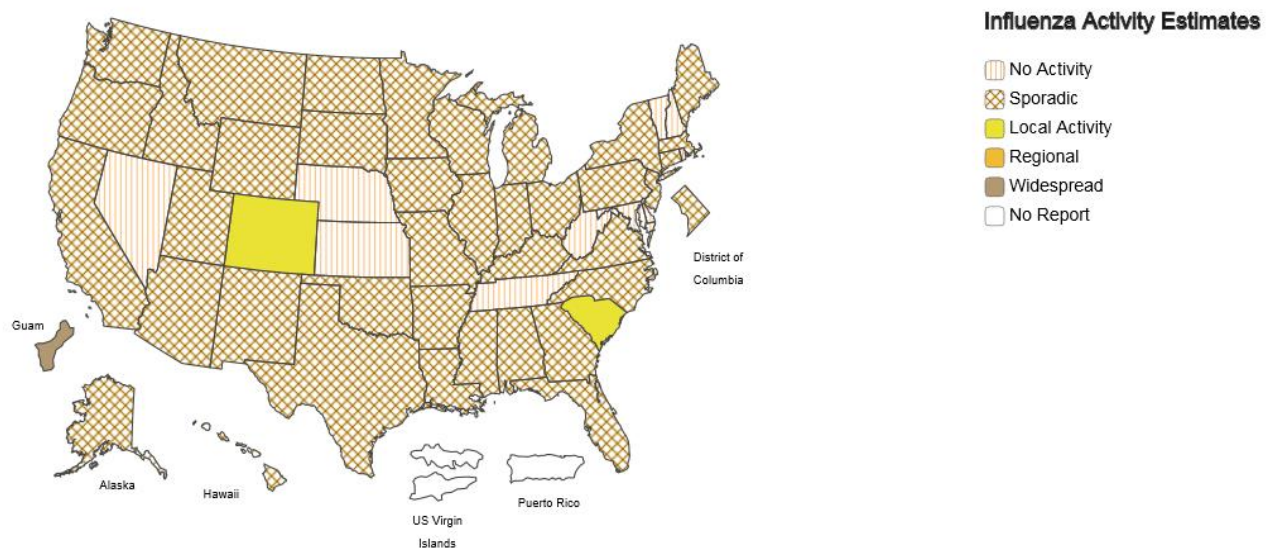 Influenza Activity Estimates
No Activity
Sporadic
Local Activity
Regional
Widespread
No Report
District of
Columbia
Guam
Alaska
Hawaii
US Virgin
Islands
Puerto Rico